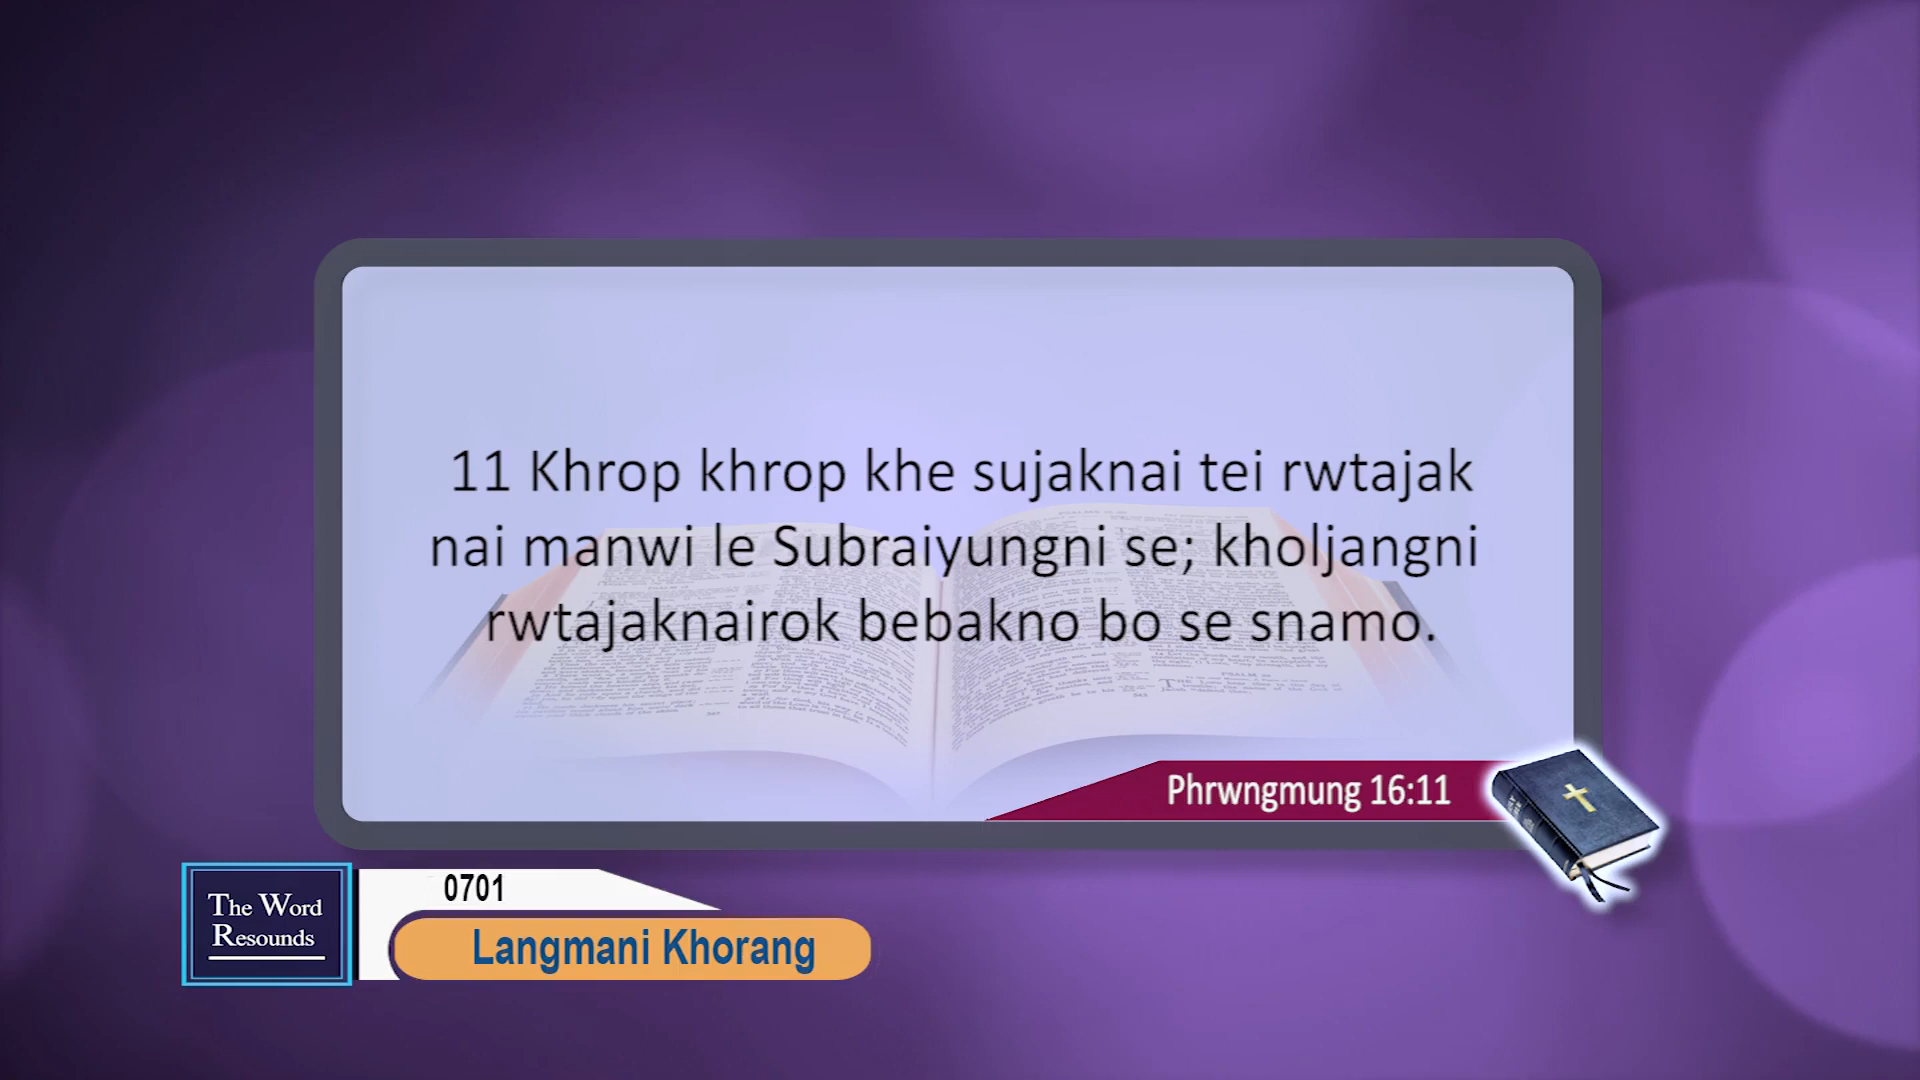 11 Khrop khrop khe sujaknai tei rwtajak
nai manwi le Subraiyungni se; kholjangni
rwtajaknairok bebakno bo se snamo.
Phrwngmung 16:11
0701
The Word
Resounds
Langmani Khorang